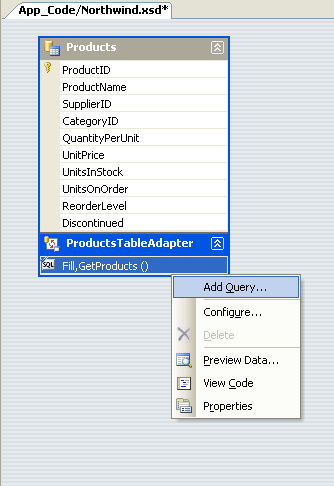 App_Code/Northwind.xsd*
Products
ProductID
ProductName
SupplierID
CategoryID
QuantityPerUnit
UnitPrice
UnitsInStock
UnitsOnOrder
ReorderLevel
Discontinued
ProductsTableAdapter
SQL Fill,GetProducts ()
Add Query...
Configure...
Delete
Preview Data...
View Code
Properties